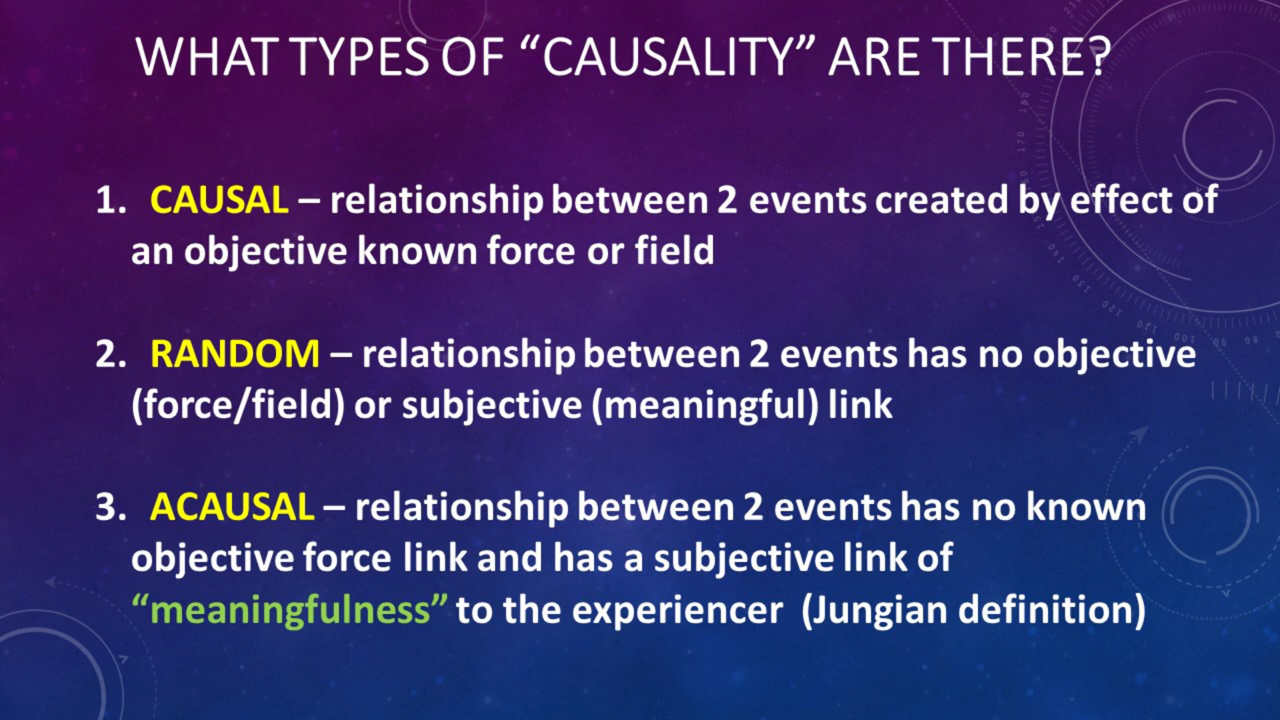 WHAT TYPES OF “CAUSALITY” ARE THERE?
1. CAUSAL – relationship between 2 events created by effect of
an objective known force or field
2. RANDOM – relationship between 2 events has no objective
(force/field) or subjective (meaningful) link
3. ACAUSAL – relationship between 2 events has no known
objective force link and has a subjective link of
“meaningfulness” to the experiencer (Jungian definition)